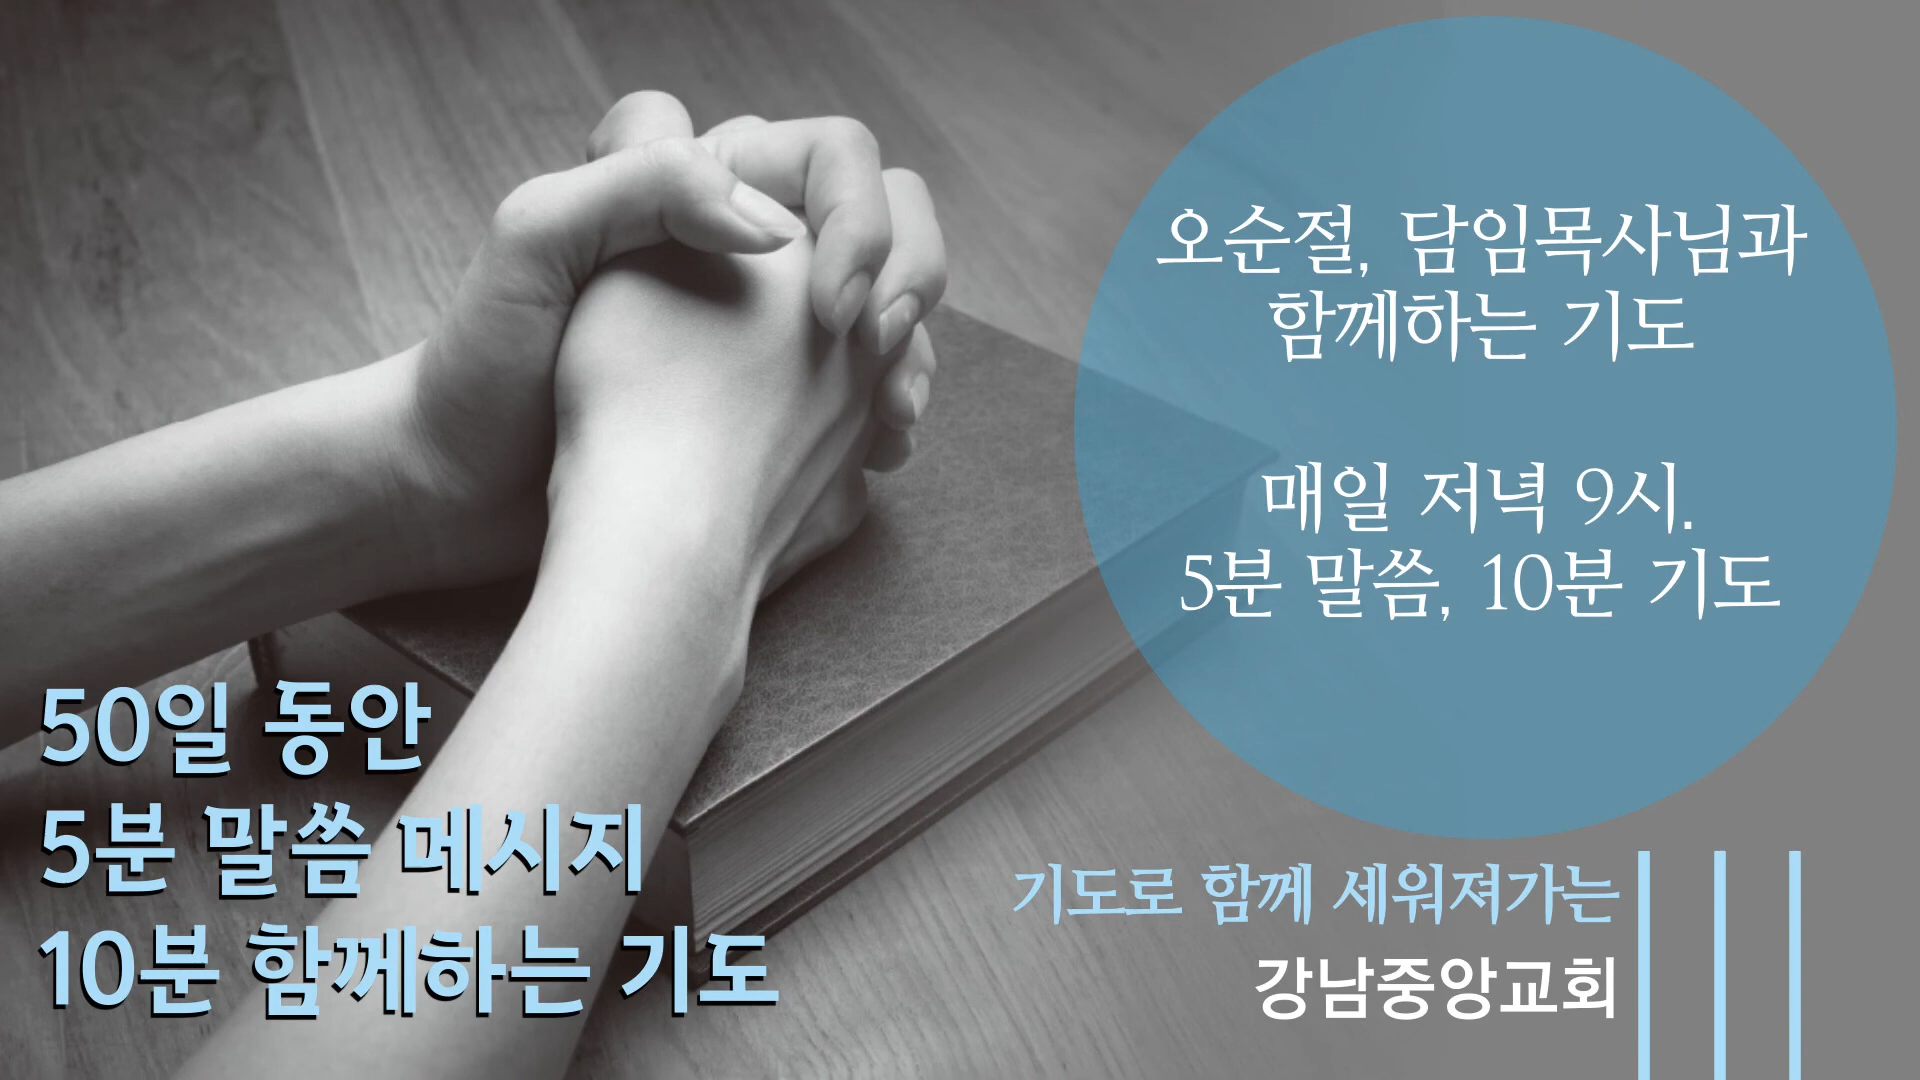 오순절, 담임목사님과
함께하는 기도
매일 저녁 9시.
5분 말씀, 10분 기도
50일 동안
5분 말씀 메시지
10분 함께하는 기도
기도로 함께 세워져가는
강남중앙교회